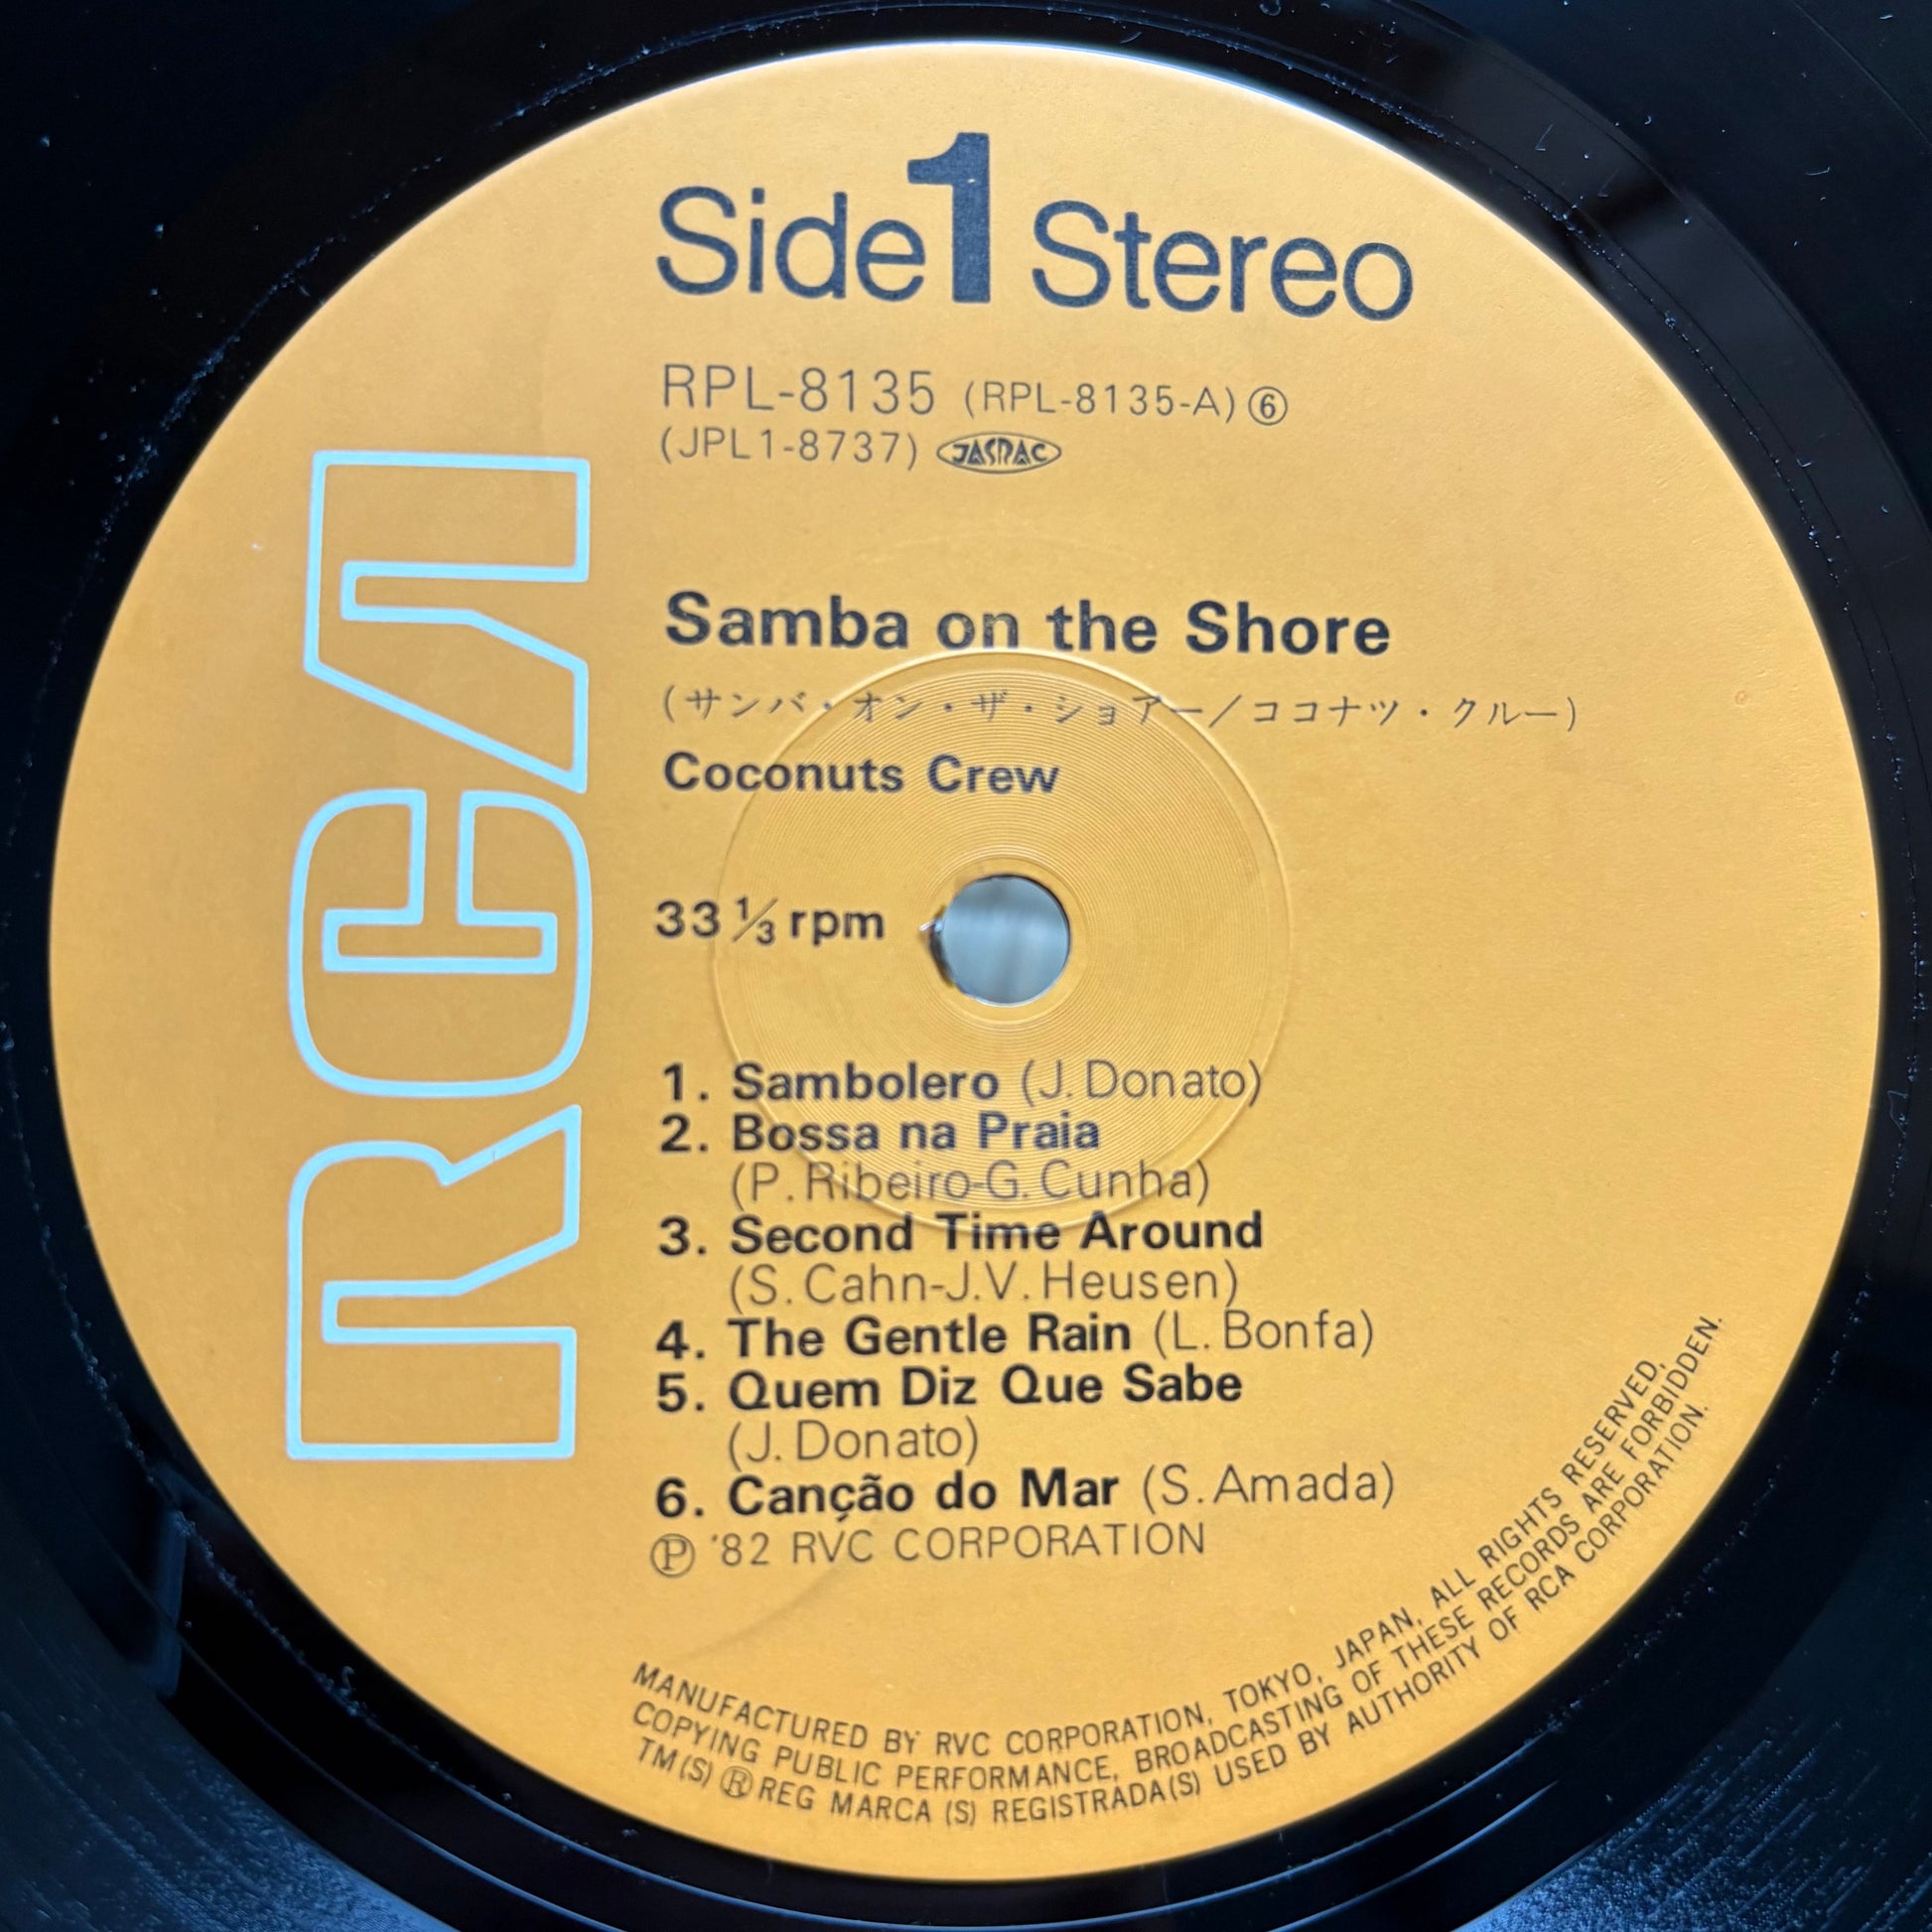 Side 1 Stereo
RPL-8135 (RPL-8135-A) ⑥
(JPL1-8737) JASRAC
RCA
Samba on the Shore
(サンバ・オン・ザ・ショアー/ココナツ・クルー)
Coconuts Crew
33 ⅓ rpm
1. Sambolero (J. Donato)
2. Bossa na Praia
(P. Ribeiro-G. Cunha)
3. Second Time Around
(S. Cahn-J.V. Heusen)
4. The Gentle Rain (L. Bonfa)
5. Quem Diz Que Sabe
(J. Donato)
6. Canção do Mar (S. Amada)
Ⓟ '82 RVC CORPORATION
MANUFACTURED BY RVC CORPORATION, TOKYO, JAPAN, ALL RIGHTS RESERVED,
COPYING PUBLIC PERFORMANCE, BROADCASTING OF THESE RECORDS ARE FORBIDDEN.
TM(S) ® REG MARCA (S) REGISTRADA(S) USED BY AUTHORITY OF RCA CORPORATION.